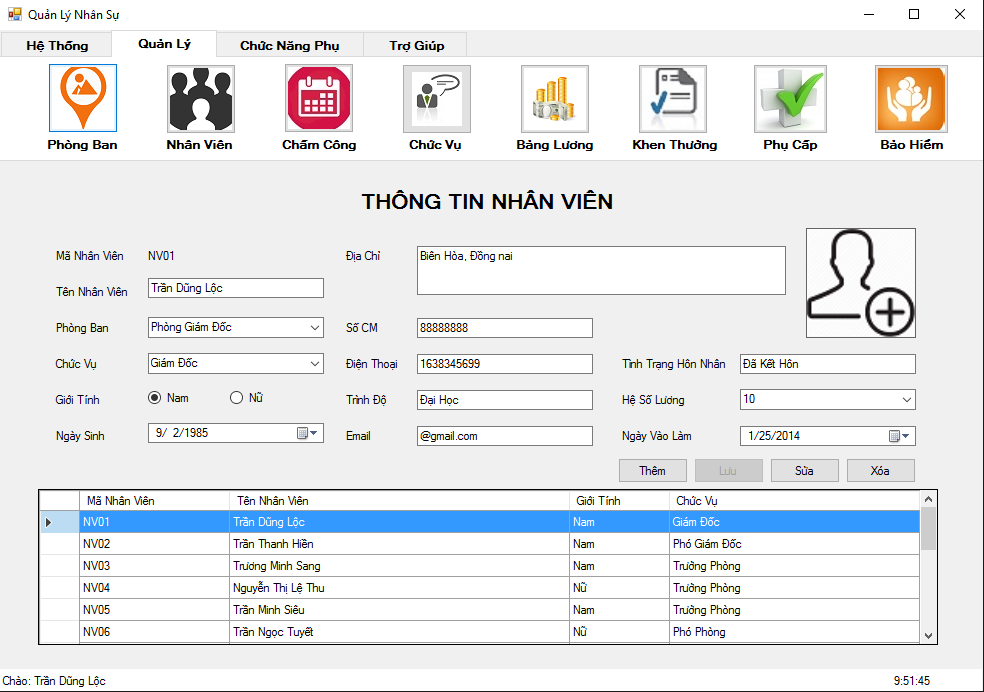 Quản Lý Nhân Sự
Hệ Thống Quản Lý Chức Năng Phụ Trợ Giúp
Phòng Ban Nhân Viên Chấm Công Chức Vụ Bảng Lương Khen Thưởng Phụ Cấp Bảo Hiểm
THÔNG TIN NHÂN VIÊN
Mã Nhân Viên NV01 Địa Chỉ Biên Hòa, Đồng nai
Tên Nhân Viên Trần Dũng Lộc
Phòng Ban Phòng Giám Đốc Số CM 88888888
Chức Vụ Giám Đốc Điện Thoại 1638345699 Tình Trạng Hôn Nhân Đã Kết Hôn
Giới Tính Nam Nữ Trình Độ Đại Học Hệ Số Lương 10
Ngày Sinh 9/ 2/1985 Email @gmail.com Ngày Vào Làm 1/25/2014
Thêm Lưu Sửa Xóa
Mã Nhân Viên Tên Nhân Viên Giới Tính Chức Vụ
NV01 Trần Dũng Lộc Nam Giám Đốc
NV02 Trần Thanh Hiền Nam Phó Giám Đốc
NV03 Trương Minh Sang Nam Trưởng Phòng
NV04 Nguyễn Thị Lệ Thu Nữ Trưởng Phòng
NV05 Trần Minh Siêu Nam Trưởng Phòng
NV06 Trần Ngọc Tuyết Nữ Phó Phòng
Chào: Trần Dũng Lộc 9:51:45